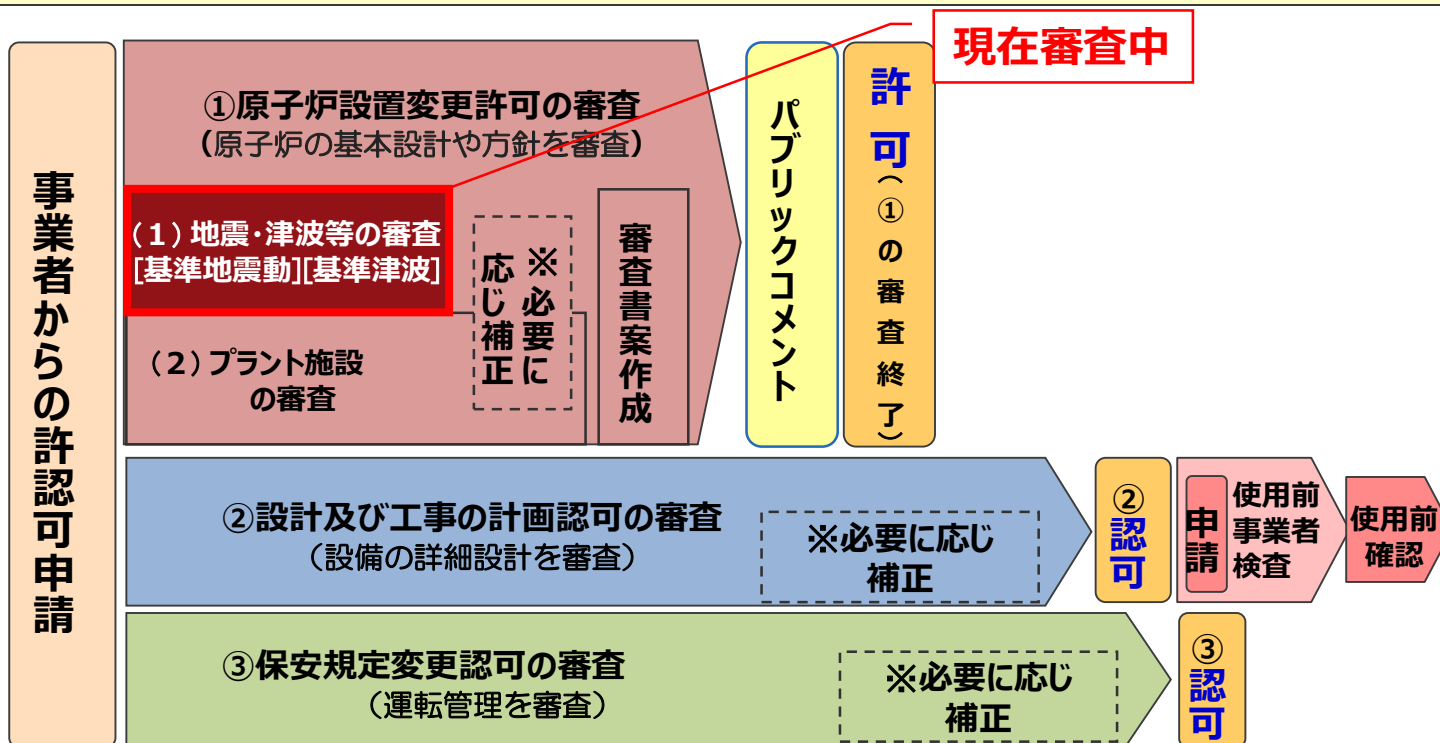 現在審査中
事業者からの許認可申請
①原子炉設置変更許可の審査
(原子炉の基本設計や方針を審査)
(1)地震・津波等の審査
[基準地震動][基準津波]
(2)プラント施設
の審査
※必要に
応じ補正
審査書案作成
パブリックコメント
許可(①の審査終了)
②設計及び工事の計画認可の審査
(設備の詳細設計を審査)
※必要に応じ
補正
②認可
申請
使用前
事業者
検査
使用前
確認
③保安規定変更認可の審査
(運転管理を審査)
※必要に応じ
補正
③認可